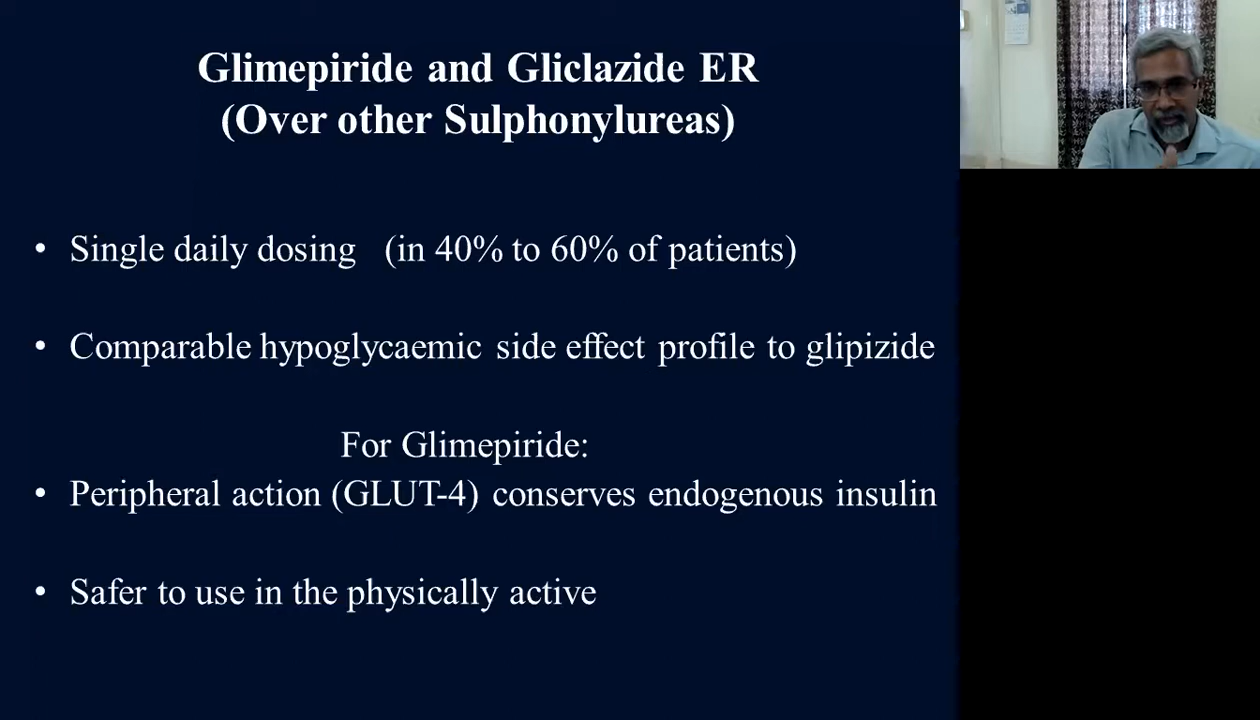 Glimepiride and Gliclazide ER
(Over other Sulphonylureas)
• Single daily dosing (in 40% to 60% of patients)
• Comparable hypoglycaemic side effect profile to glipizide
For Glimepiride:
• Peripheral action (GLUT-4) conserves endogenous insulin
• Safer to use in the physically active